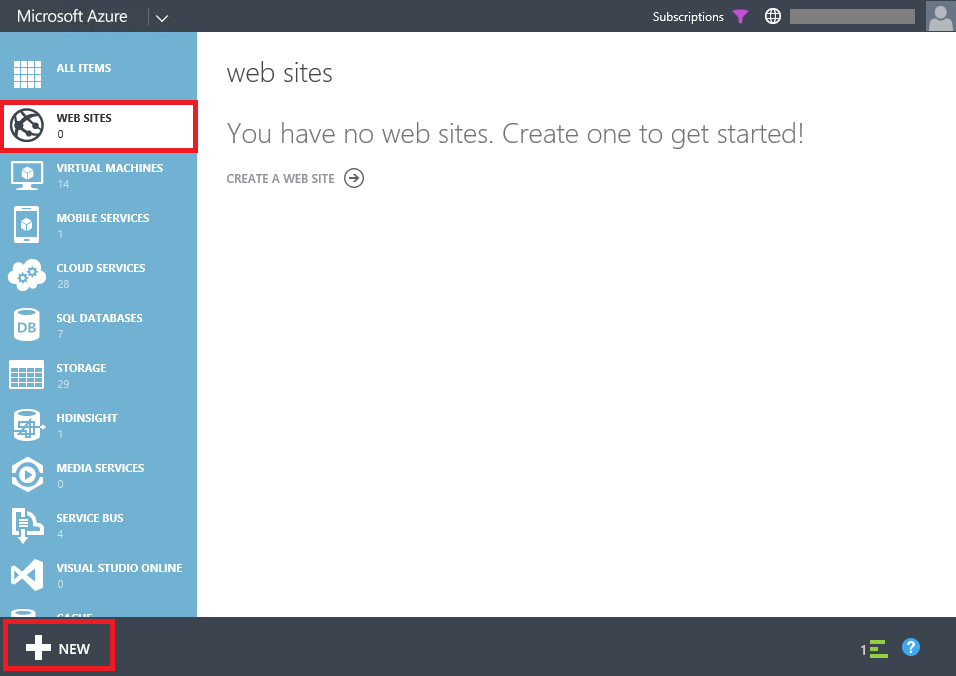 Microsoft Azure
Subscriptions
ALL ITEMS
WEB SITES
0
VIRTUAL MACHINES
14
MOBILE SERVICES
1
CLOUD SERVICES
28
DB
SQL DATABASES
7
STORAGE
29
HDINSIGHT
1
MEDIA SERVICES
0
SERVICE BUS
4
VISUAL STUDIO ONLINE
0
CACHE
web sites
You have no web sites. Create one to get started!
CREATE A WEB SITE
NEW
1
?